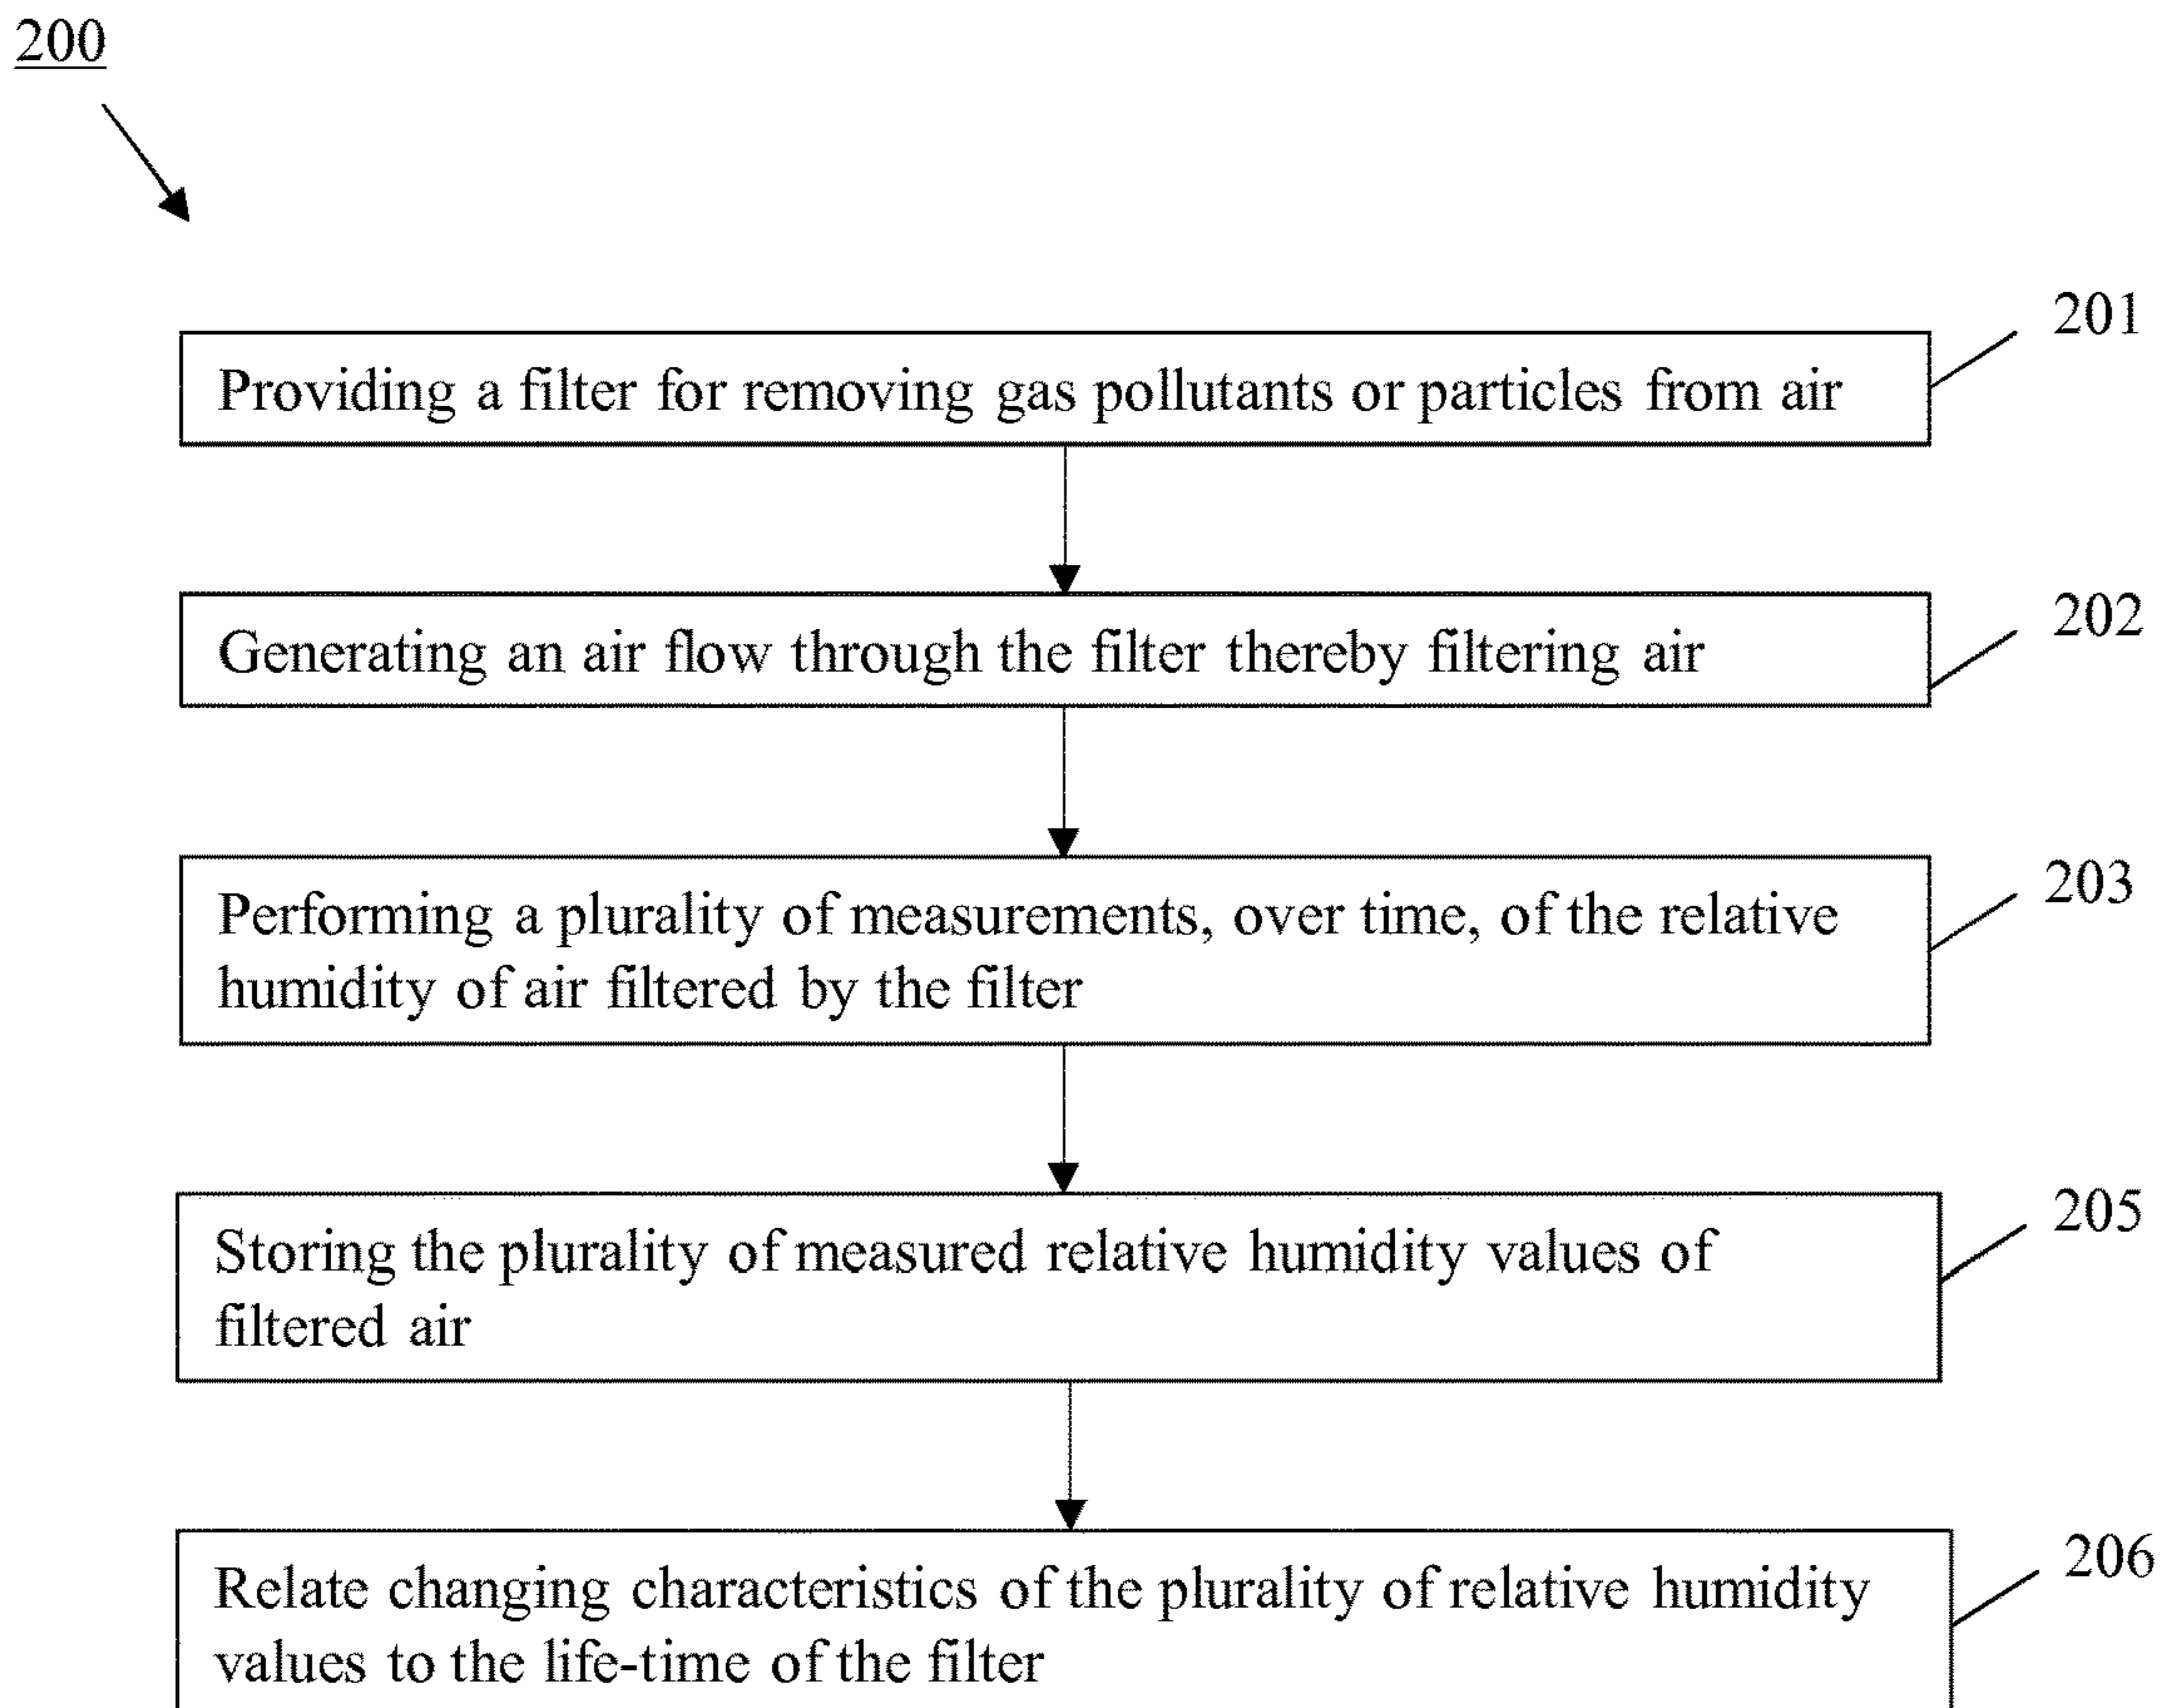 200
201
Providing a filter for removing gas pollutants or particles from air
202
Generating an air flow through the filter thereby filtering air
203
Performing a plurality of measurements, over time, of the relative
humidity of air filtered by the filter
205
Storing the plurality of measured relative humidity values of
filtered air
206
Relate changing characteristics of the plurality of relative humidity
values to the life-time of the filter